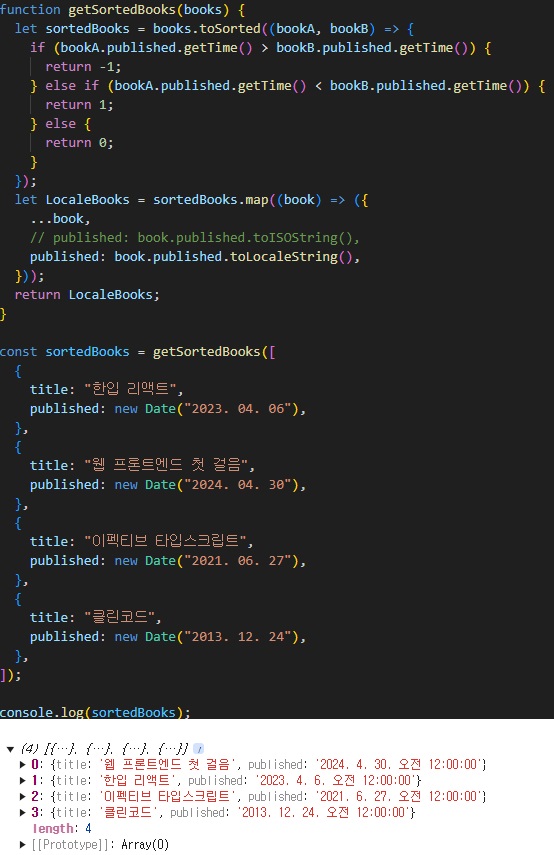 function getSortedBooks(books) {
  let sortedBooks = books.toSorted((bookA, bookB) => {
    if (bookA.published.getTime() > bookB.published.getTime()) {
      return -1;
    } else if (bookA.published.getTime() < bookB.published.getTime()) {
      return 1;
    } else {
      return 0;
    }
  });
  let LocaleBooks = sortedBooks.map((book) => ({
    ...book,
    // published: book.published.toISOString(),
    published: book.published.toLocaleString(),
  }));
  return LocaleBooks;
}

const sortedBooks = getSortedBooks([
  {
    title: "한입 리액트",
    published: new Date("2023. 04. 06"),
  },
  {
    title: "웹 프론트엔드 첫 걸음",
    published: new Date("2024. 04. 30"),
  },
  {
    title: "이펙티브 타입스크립트",
    published: new Date("2021. 06. 27"),
  },
  {
    title: "클린코드",
    published: new Date("2013. 12. 24"),
  },
]);

console.log(sortedBooks);
▼ (4) [{…}, {…}, {…}, {…}] i
▶ 0: {title: '웹 프론트엔드 첫 걸음', published: '2024. 4. 30. 오전 12:00:00'}
▶ 1: {title: '한입 리액트', published: '2023. 4. 6. 오전 12:00:00'}
▶ 2: {title: '이펙티브 타입스크립트', published: '2021. 6. 27. 오전 12:00:00'}
▶ 3: {title: '클린코드', published: '2013. 12. 24. 오전 12:00:00'}
length: 4
▶ [[Prototype]]: Array(0)